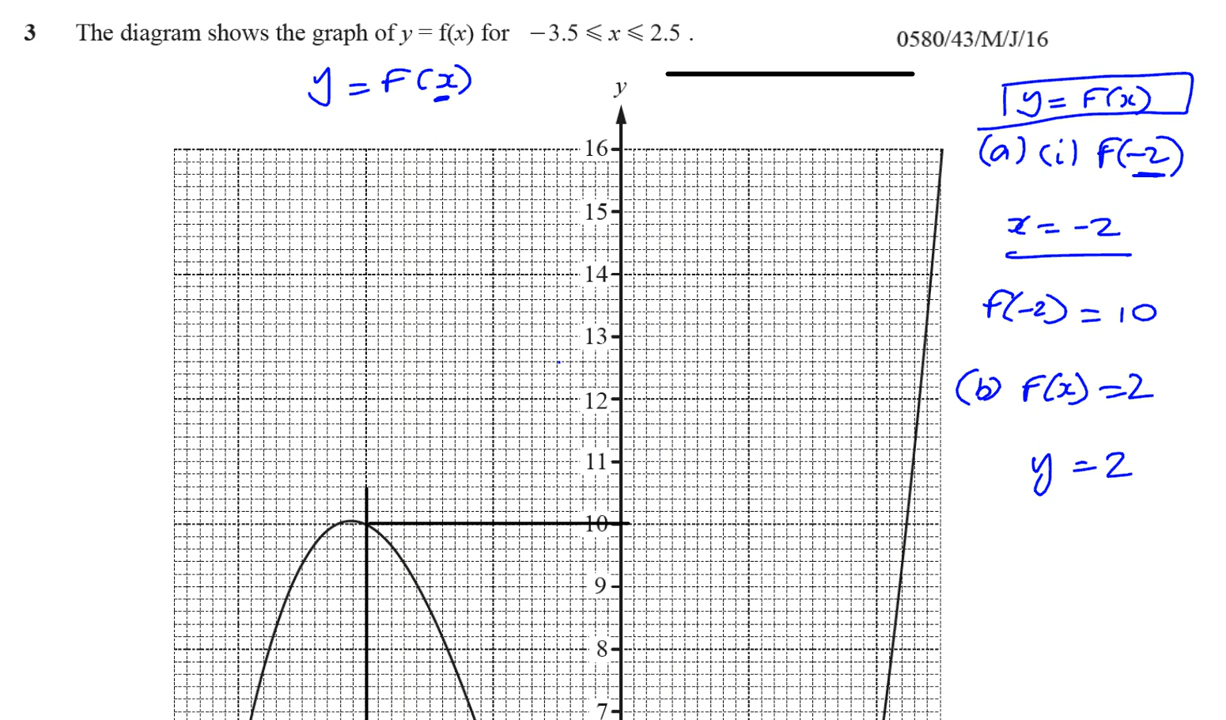 3 The diagram shows the graph of y = f(x) for −3.5 ⩽ x ⩽ 2.5 .
0580/43/M/J/16
y = F(x)
y
y = F(x)
(a) (i) F(-2)
x = -2
f(-2) = 10
(b) F(x) = 2
y = 2
16
15
14
13
12
11
10
9
8
7